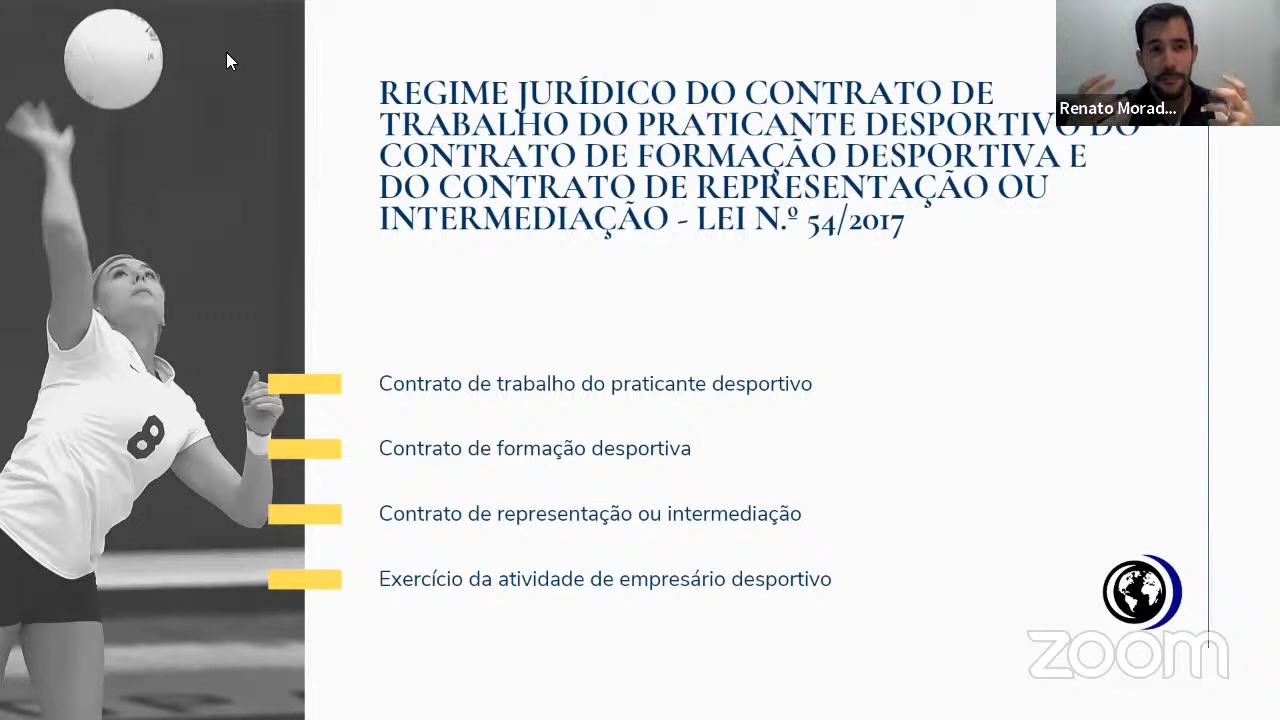 REGIME JURÍDICO DO CONTRATO DE
TRABALHO DO PRATICANTE DESPORTIVO DO
CONTRATO DE FORMAÇÃO DESPORTIVA E
DO CONTRATO DE REPRESENTAÇÃO OU
INTERMEDIAÇÃO - LEI N.º 54/2017
Renato Morad...
Contrato de trabalho do praticante desportivo
Contrato de formação desportiva
Contrato de representação ou intermediação
Exercício da atividade de empresário desportivo
8
zoom